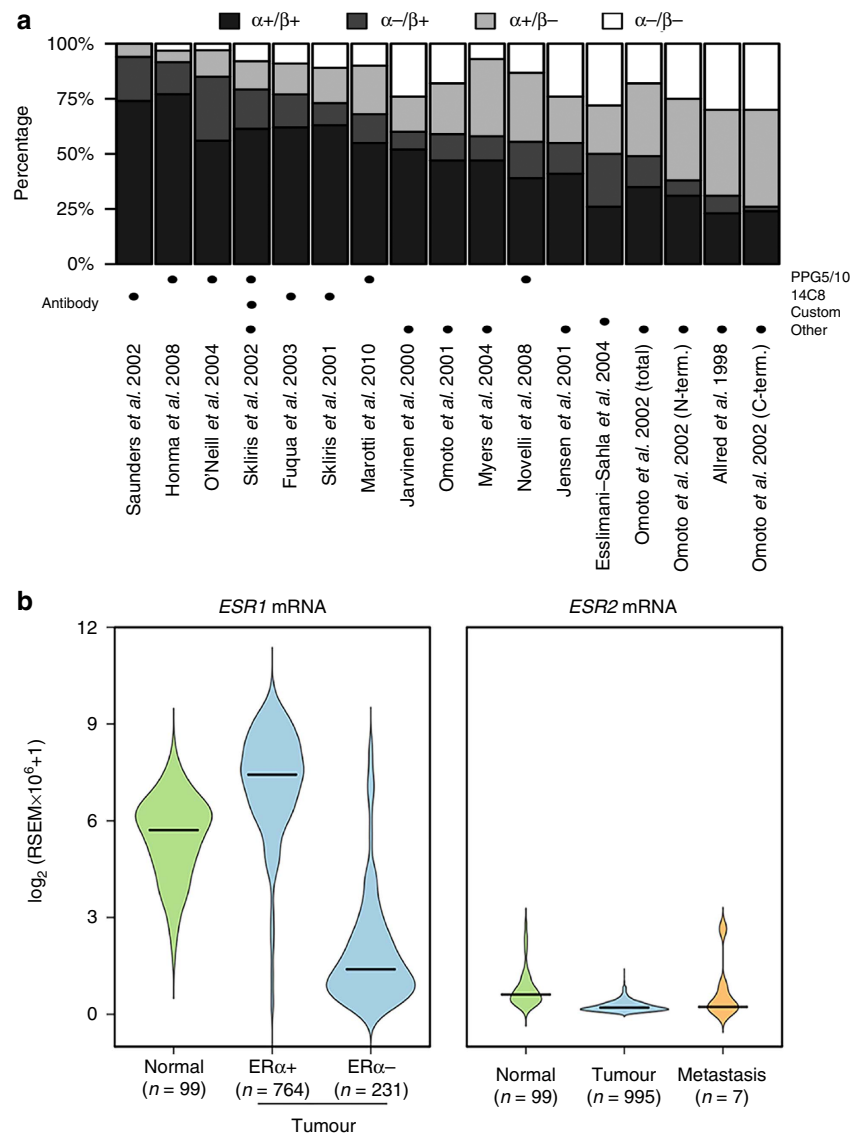 a
α+/β+ α−/β+ α+/β− α−/β−
100%
75%
50%
25%
0%
Percentage
Antibody
PPG5/10
14C8
Custom
Other
Saunders et al. 2002
Honma et al. 2008
O'Neill et al. 2004
Skliris et al. 2002
Fuqua et al. 2003
Skliris et al. 2001
Marotti et al. 2010
Jarvinen et al. 2000
Omoto et al. 2001
Myers et al. 2004
Novelli et al. 2008
Jensen et al. 2001
Esslimani–Sahla et al. 2004
Omoto et al. 2002 (total)
Omoto et al. 2002 (N-term.)
Allred et al. 1998
Omoto et al. 2002 (C-term.)
b
ESR1 mRNA ESR2 mRNA
12
9
6
3
0
log₂ (RSEM×10⁶+1)
Normal ERα+ ERα−
(n = 99) (n = 764) (n = 231)
Tumour
Normal Tumour Metastasis
(n = 99) (n = 995) (n = 7)